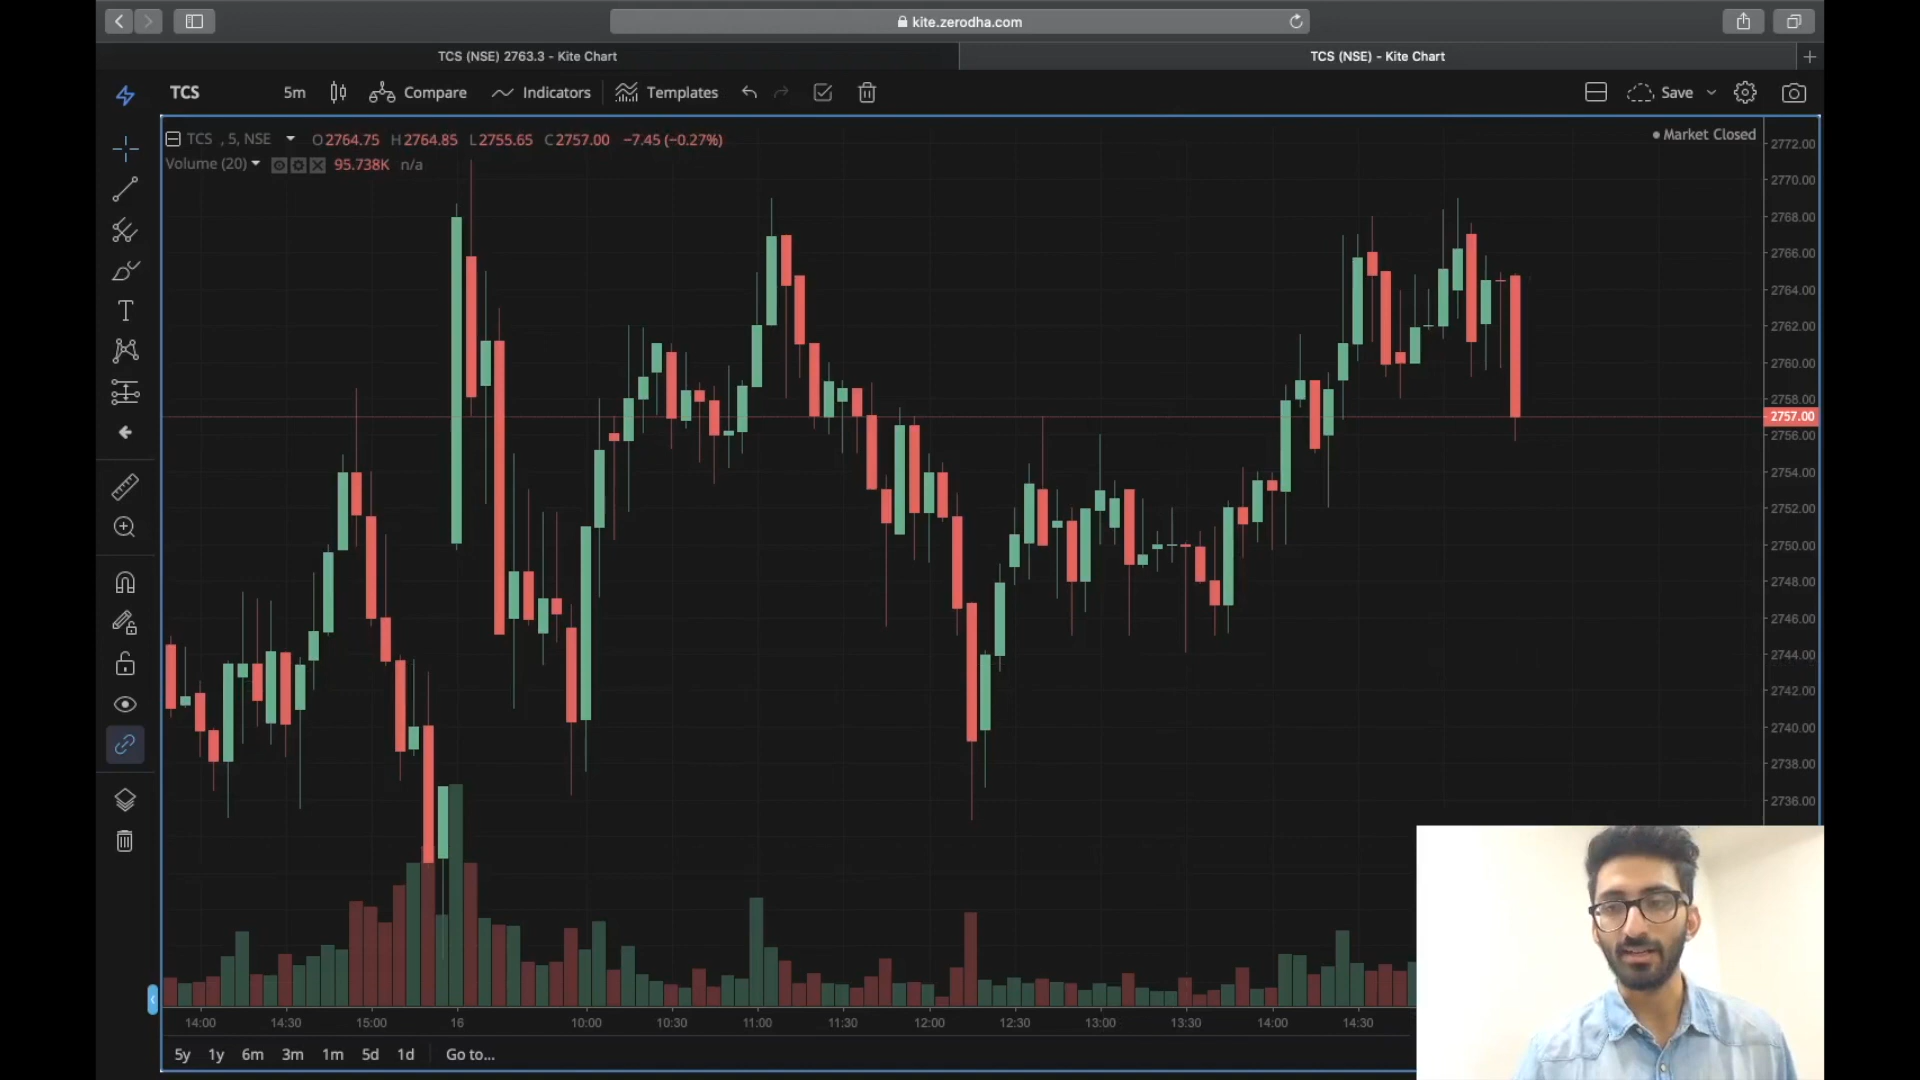 kite.zerodha.com
TCS (NSE) 2763.3 - Kite Chart
TCS (NSE) - Kite Chart
TCS
5m
Compare
Indicators
Templates
Save
TCS , 5, NSE O2764.75 H2764.85 L2755.65 C2757.00 −7.45 (−0.27%)
Market Closed
Volume (20) 95.738K n/a
2772.00
2770.00
2768.00
2766.00
2764.00
2762.00
2760.00
2758.00
2757.00
2756.00
2754.00
2752.00
2750.00
2748.00
2746.00
2744.00
2742.00
2740.00
2738.00
2736.00
14:00 14:30 15:00 16 10:00 10:30 11:00 11:30 12:00 12:30 13:00 13:30 14:00 14:30
5y 1y 6m 3m 1m 5d 1d Go to...